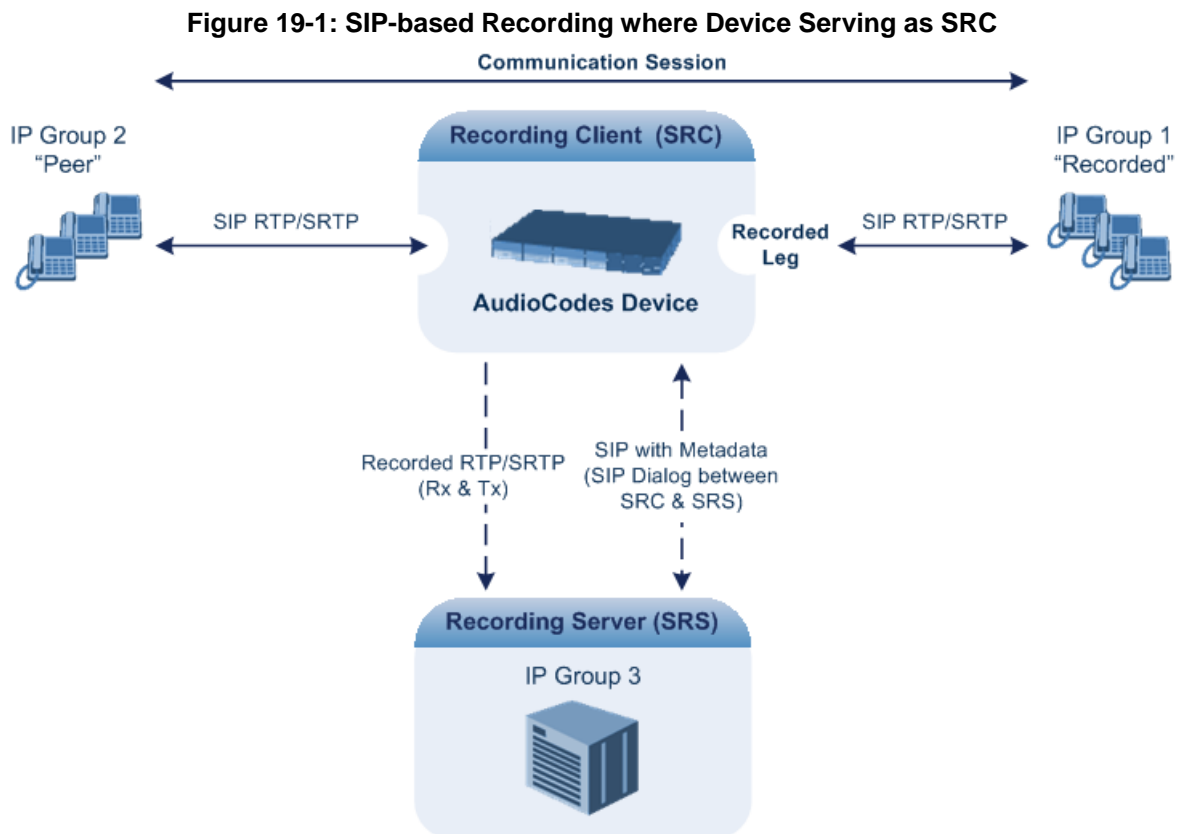 Figure 19-1: SIP-based Recording where Device Serving as SRC
Communication Session
IP Group 2
"Peer"
Recording Client (SRC)
IP Group 1
"Recorded"
SIP RTP/SRTP
Recorded
Leg
SIP RTP/SRTP
AudioCodes Device
Recorded RTP/SRTP
(Rx & Tx)
SIP with Metadata
(SIP Dialog between
SRC & SRS)
Recording Server (SRS)
IP Group 3